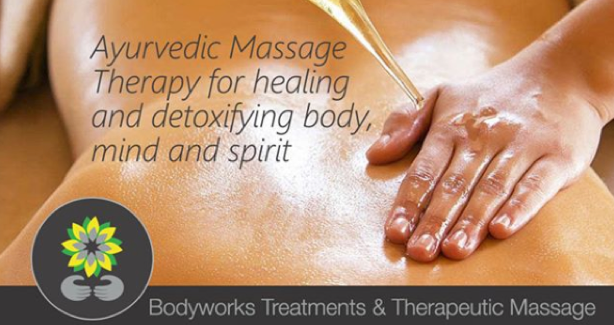 Ayurvedic Massage
Therapy for healing
and detoxifying body,
mind and spirit
Bodyworks Treatments & Therapeutic Massage